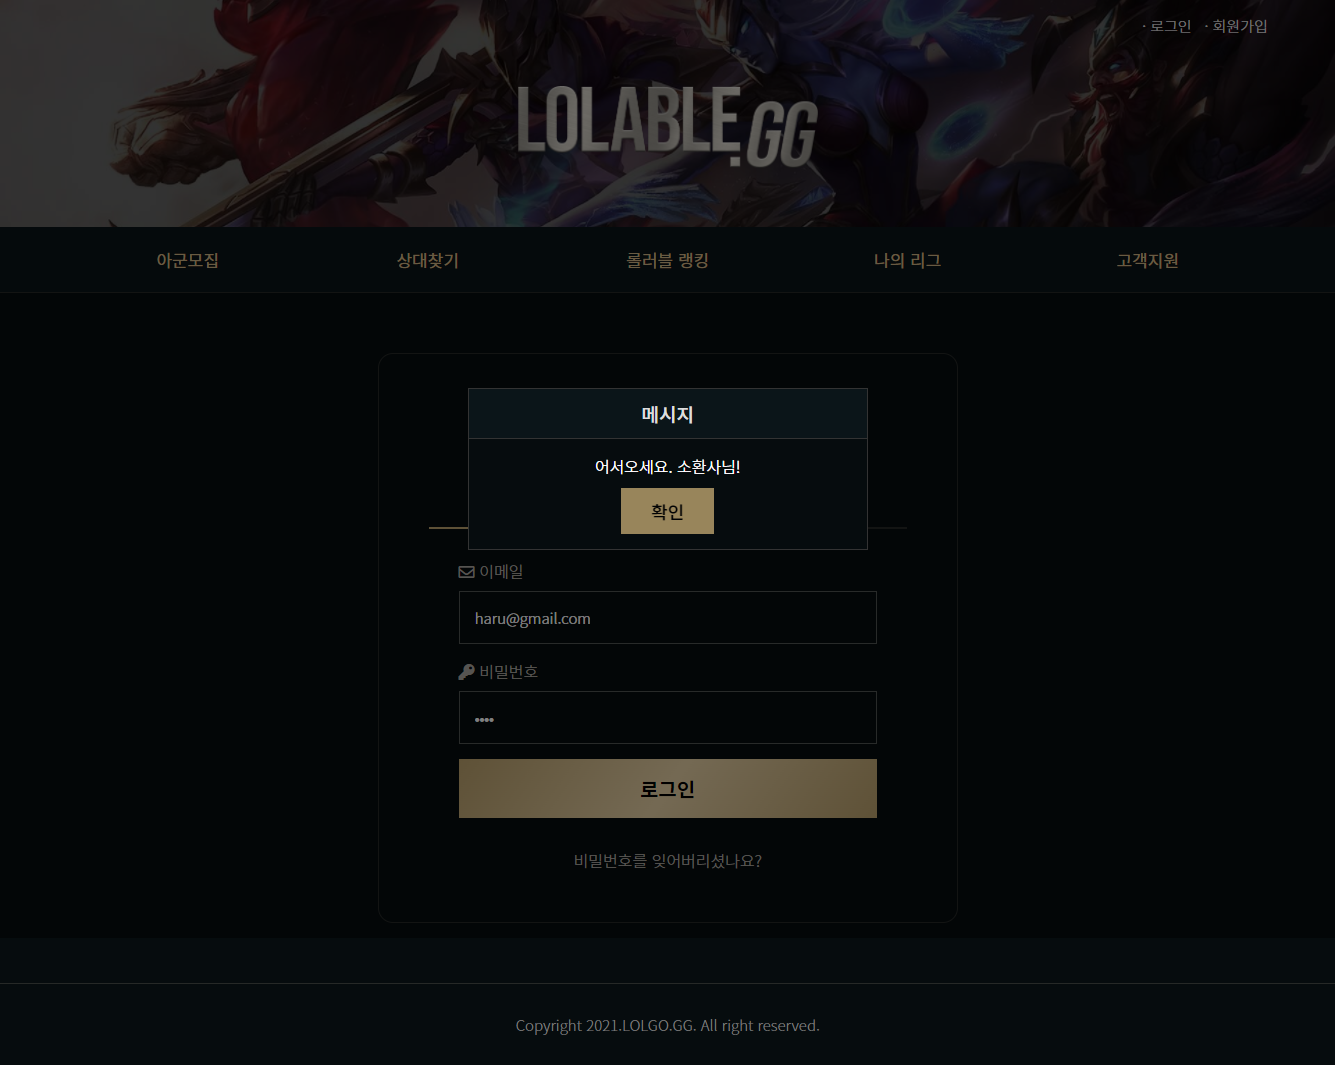 · 로그인 · 회원가입
LOLABLE.GG
아군모집 상대찾기 롤러블 랭킹 나의 리그 고객지원
메시지
어서오세요. 소환사님!
확인
이메일
haru@gmail.com
비밀번호
••••
로그인
비밀번호를 잊어버리셨나요?
Copyright 2021.LOLGO.GG. All right reserved.